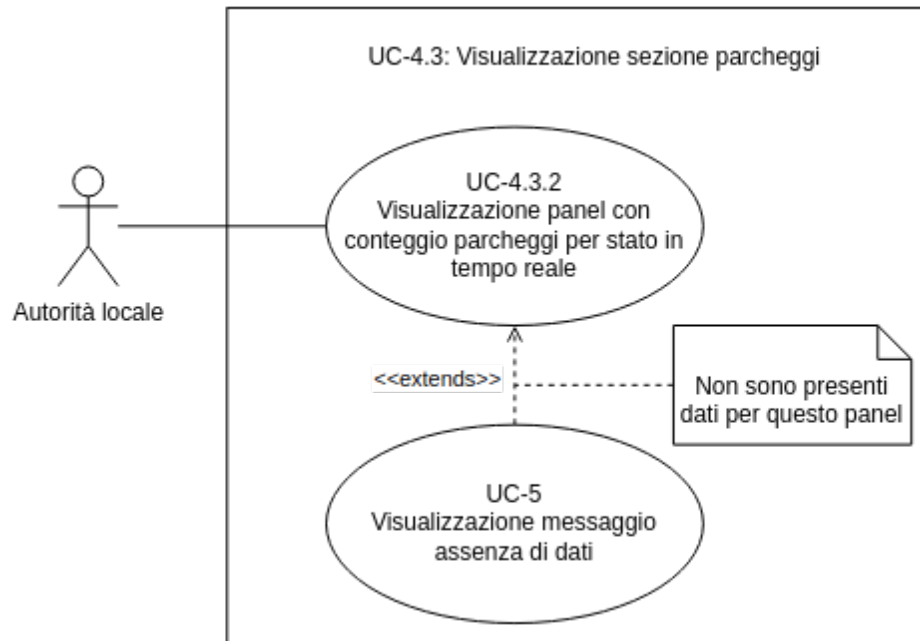 UC-4.3: Visualizzazione sezione parcheggi
UC-4.3.2
Visualizzazione panel con
conteggio parcheggi per stato in
tempo reale
Autorità locale
<<extends>>
Non sono presenti
dati per questo panel
UC-5
Visualizzazione messaggio
assenza di dati